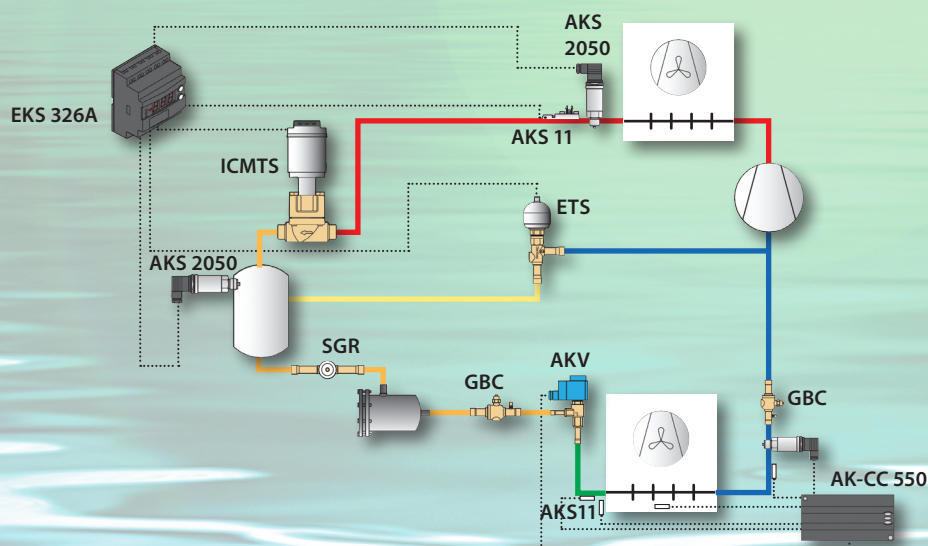 AKS
2050
EKS 326A
AKS 11
ICMTS
ETS
AKS 2050
SGR
GBC
AKV
GBC
AK-CC 550
AKS11